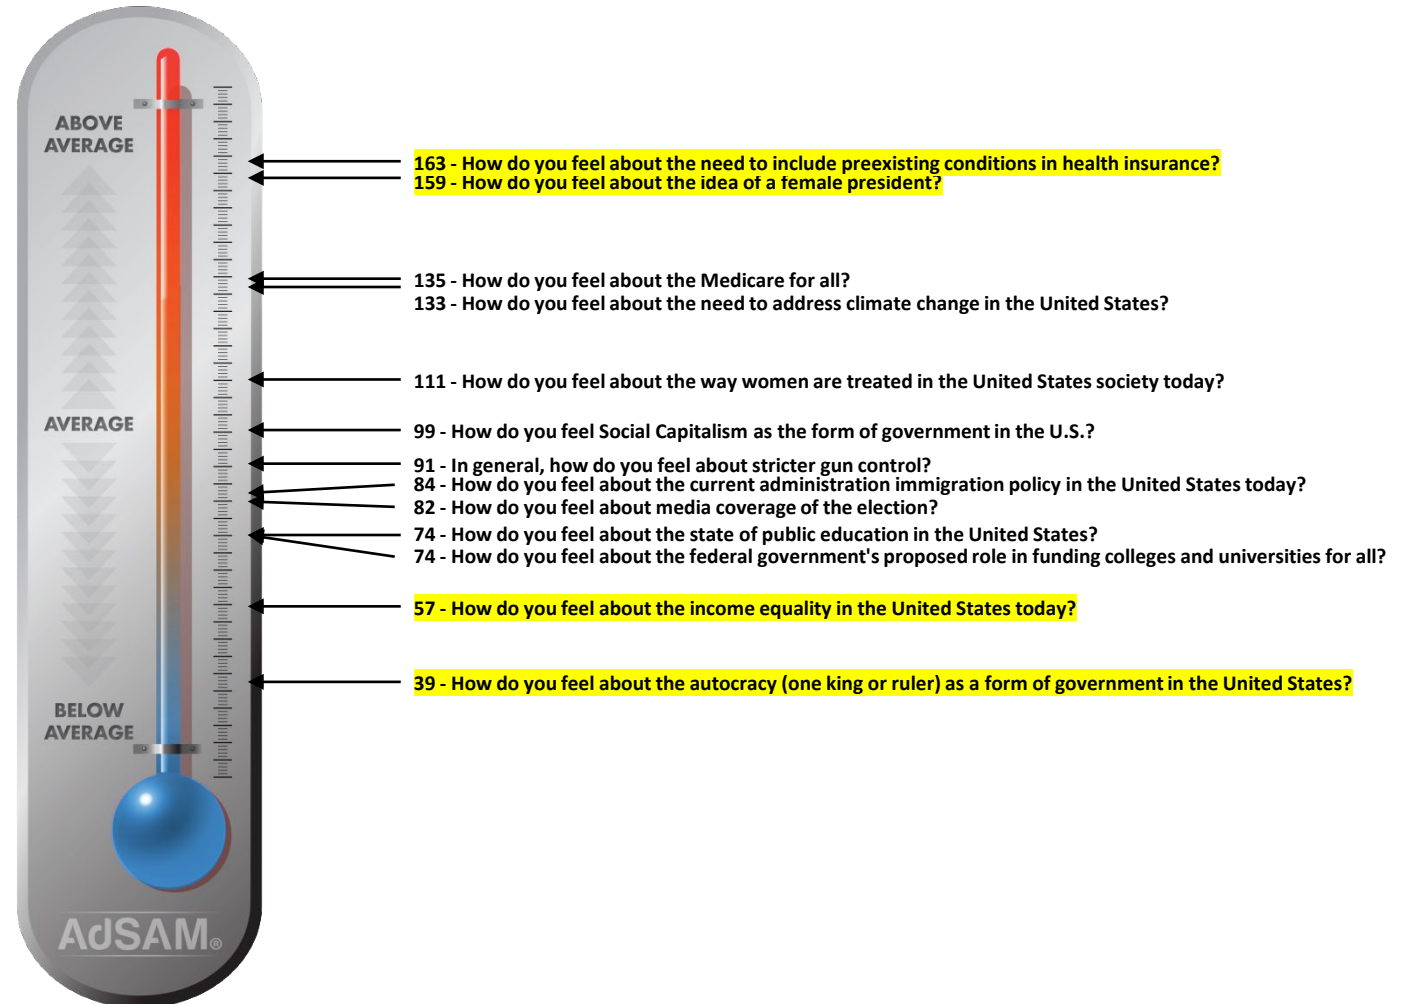 ABOVE
AVERAGE
163 - How do you feel about the need to include preexisting conditions in health insurance?
159 - How do you feel about the idea of a female president?
135 - How do you feel about the Medicare for all?
133 - How do you feel about the need to address climate change in the United States?
111 - How do you feel about the way women are treated in the United States society today?
AVERAGE
99 - How do you feel Social Capitalism as the form of government in the U.S.?
91 - In general, how do you feel about stricter gun control?
84 - How do you feel about the current administration immigration policy in the United States today?
82 - How do you feel about media coverage of the election?
74 - How do you feel about the state of public education in the United States?
74 - How do you feel about the federal government's proposed role in funding colleges and universities for all?
57 - How do you feel about the income equality in the United States today?
39 - How do you feel about the autocracy (one king or ruler) as a form of government in the United States?
BELOW
AVERAGE
AdSAM®